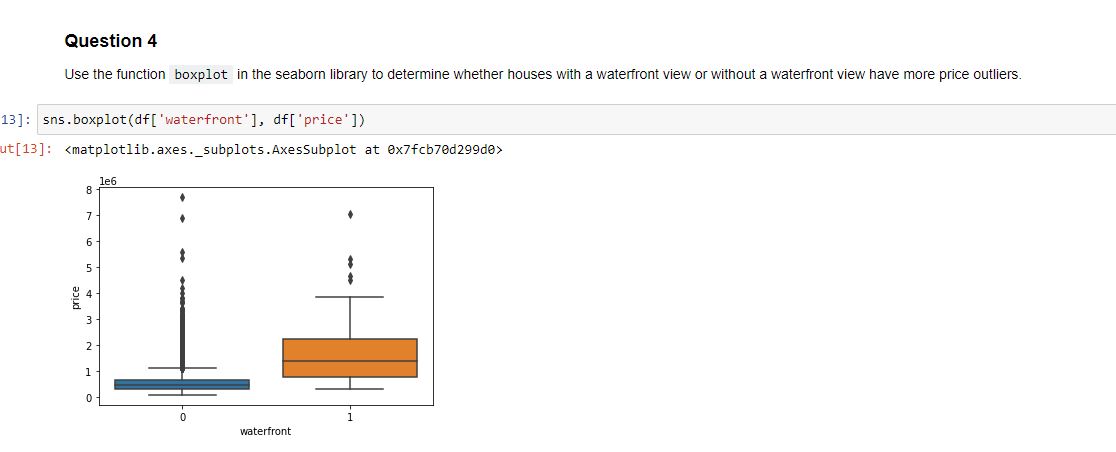 Question 4
Use the function boxplot in the seaborn library to determine whether houses with a waterfront view or without a waterfront view have more price outliers.
13]: sns.boxplot(df['waterfront'], df['price'])
ut[13]: <matplotlib.axes._subplots.AxesSubplot at 0x7fcb70d299d0>
1e6
8
7
6
5
4
3
2
1
0
price
0 1
waterfront